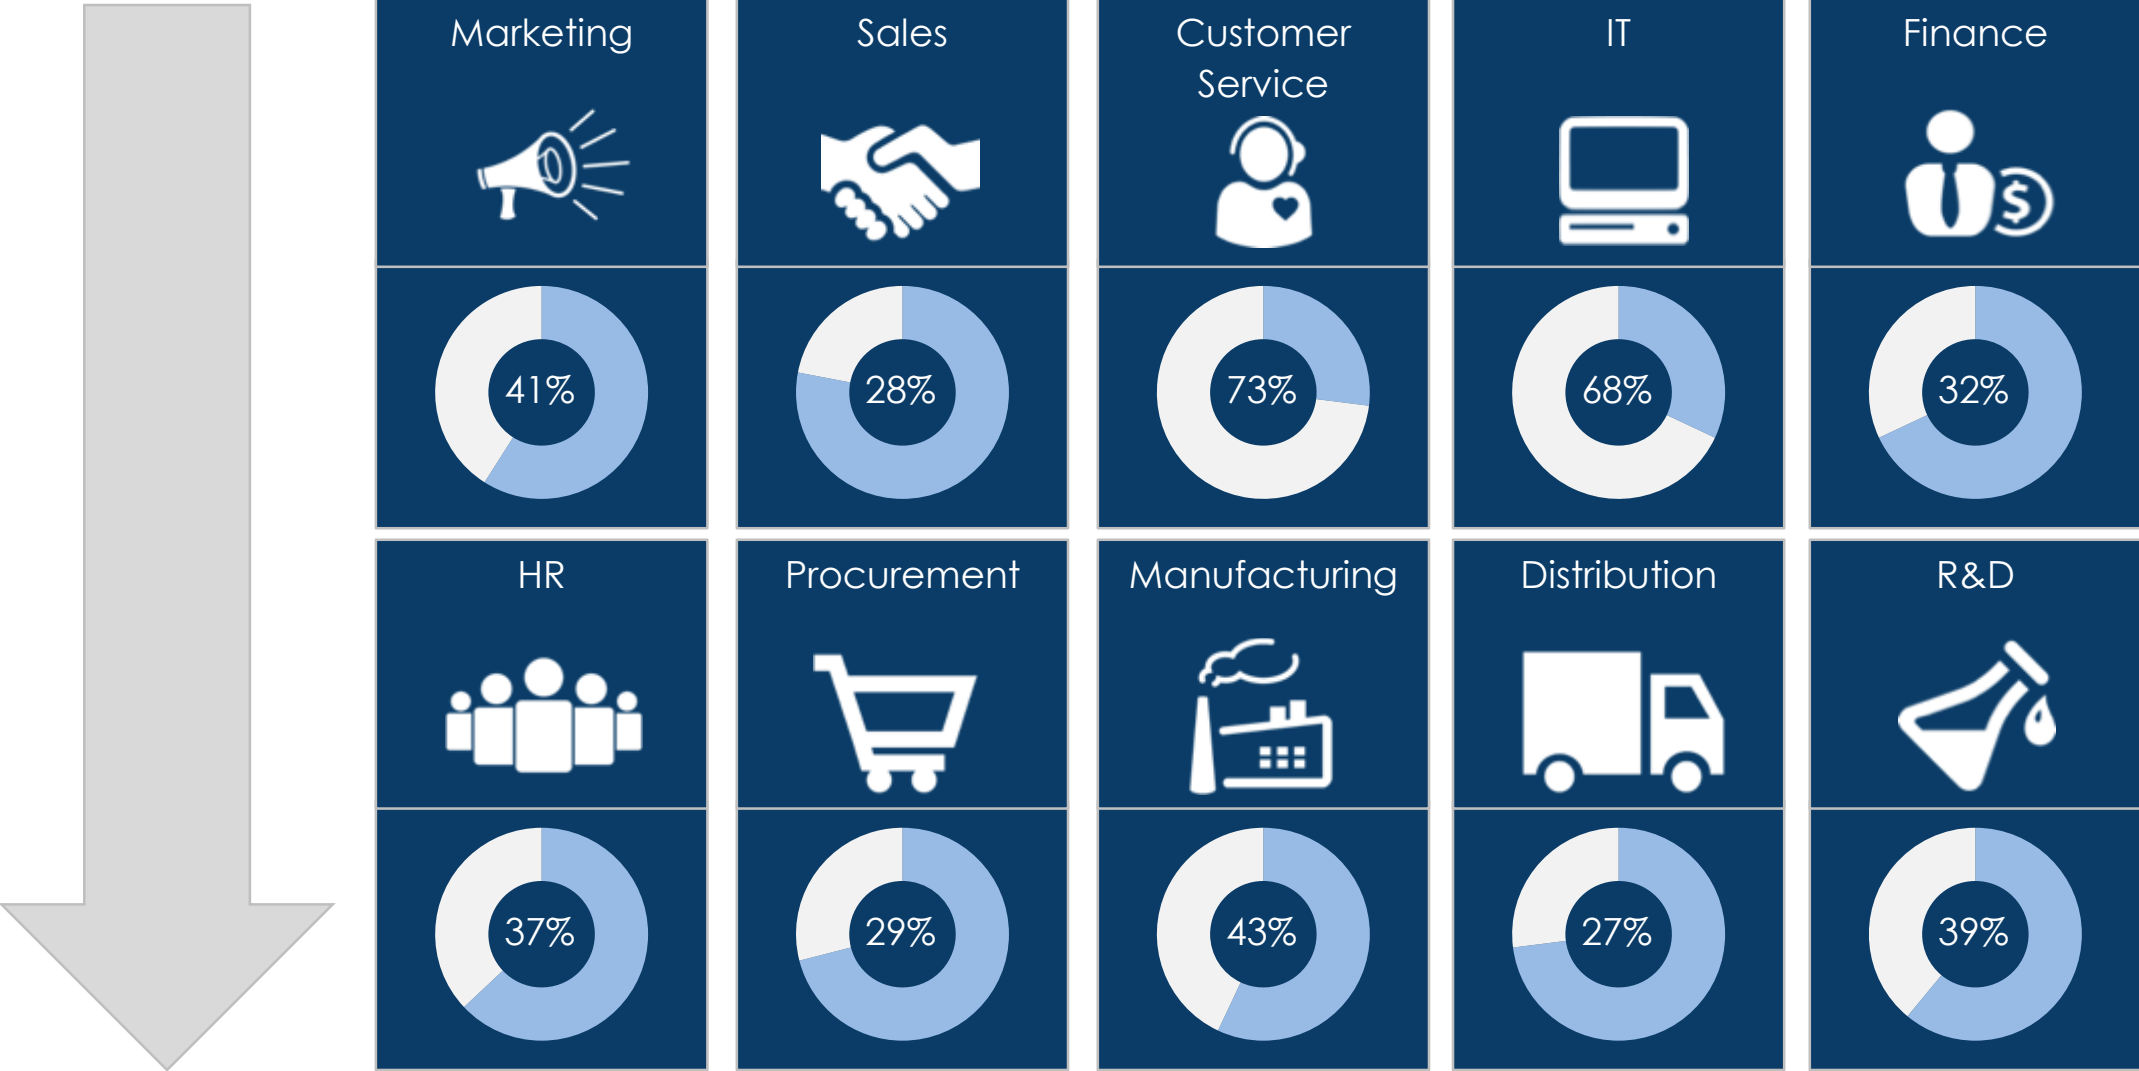 Marketing
Sales
Customer
Service
IT
Finance
$
41%
28%
73%
68%
32%
HR
Procurement
Manufacturing
Distribution
R&D
37%
29%
43%
27%
39%